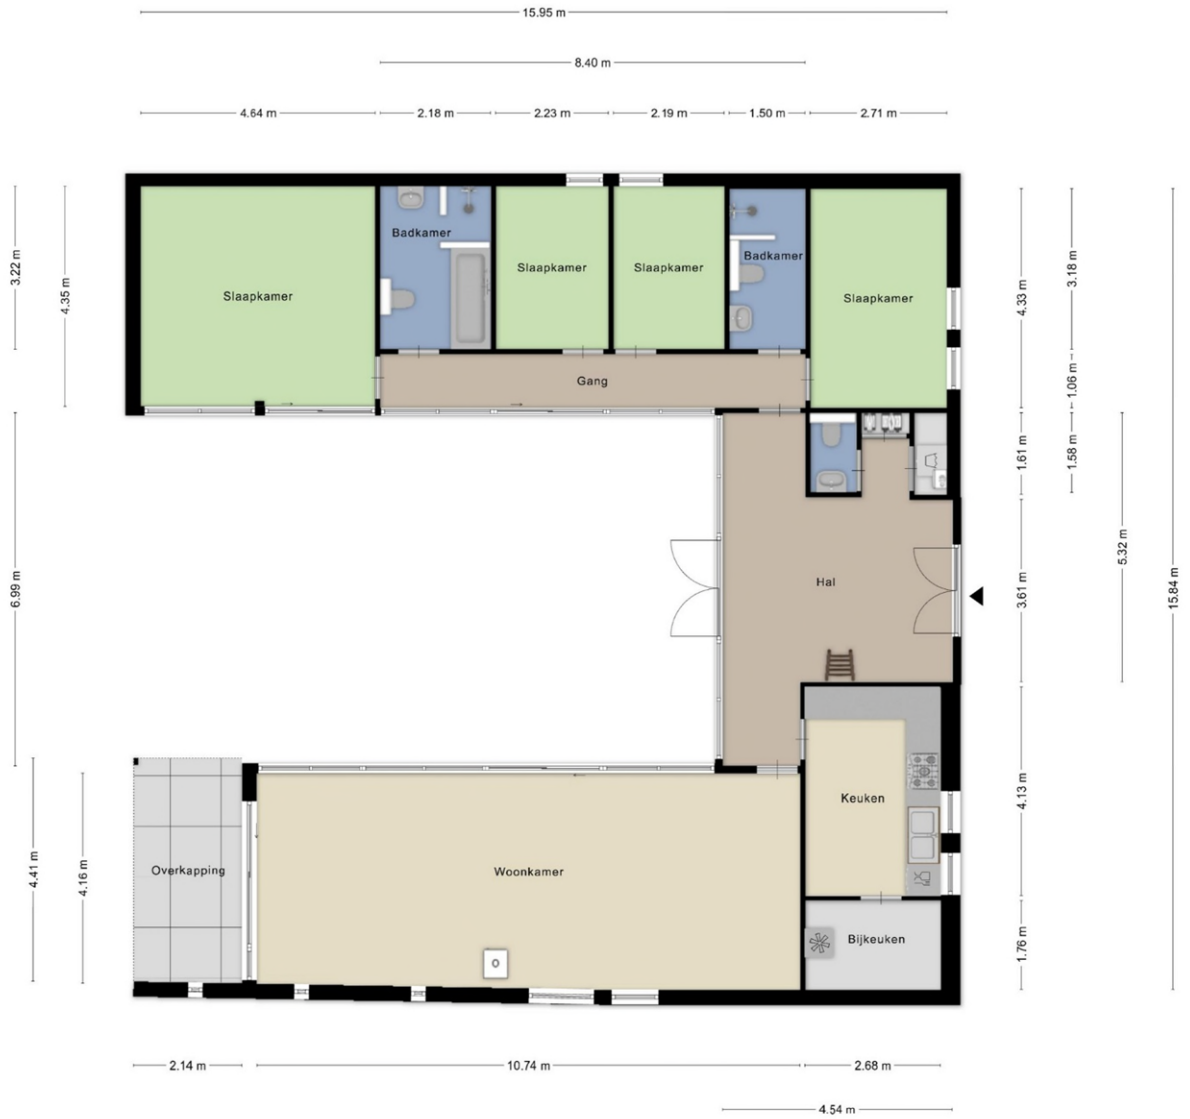 15.95 m
8.40 m
4.64 m
2.18 m
2.23 m
2.19 m
1.50 m
2.71 m
3.22 m
4.35 m
Slaapkamer
Badkamer
Slaapkamer
Slaapkamer
Badkamer
Slaapkamer
4.33 m
3.18 m
Gang
1.06 m
1.61 m
1.58 m
6.99 m
Hal
3.61 m
5.32 m
15.84 m
4.41 m
4.16 m
Overkapping
Woonkamer
Keuken
4.13 m
Bijkeuken
1.76 m
2.14 m
10.74 m
2.68 m
4.54 m